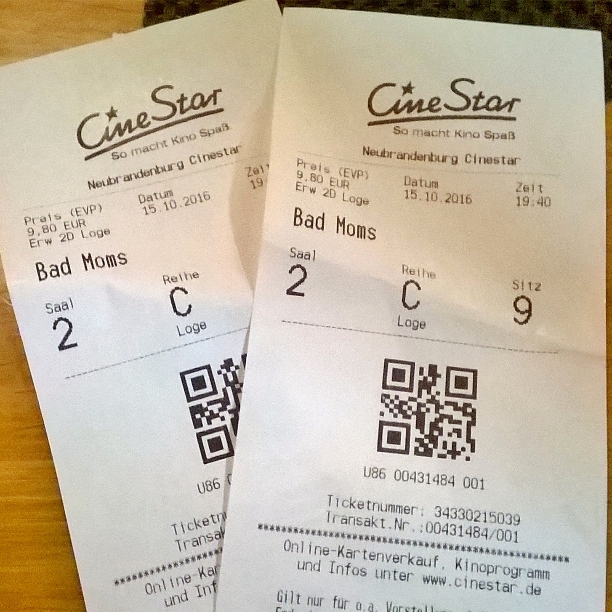 CineStar
So macht Kino Spaß
Neubrandenburg Cinestar
Preis (EVP) Datum Zeit
9,80 EUR 15.10.2016 19
Erw 2D Loge
Bad Moms
Saal Reihe
2 C
Loge
U86
Ticketn
Transa
******************
Online-Ka
und Inf
CineStar
So macht Kino Spaß
Neubrandenburg Cinestar
Preis (EVP) Datum Zeit
9,80 EUR 15.10.2016 19:40
Erw 2D Loge
Bad Moms
Saal Reihe Sitz
2 C 9
Loge
U86 00431484 001
Ticketnummer: 34330215039
Transakt.Nr.:00431484/001
******************************************
Online-Kartenverkauf, Kinoprogramm
und Infos unter www.cinestar.de
Gilt nur für o.a. Vorstell